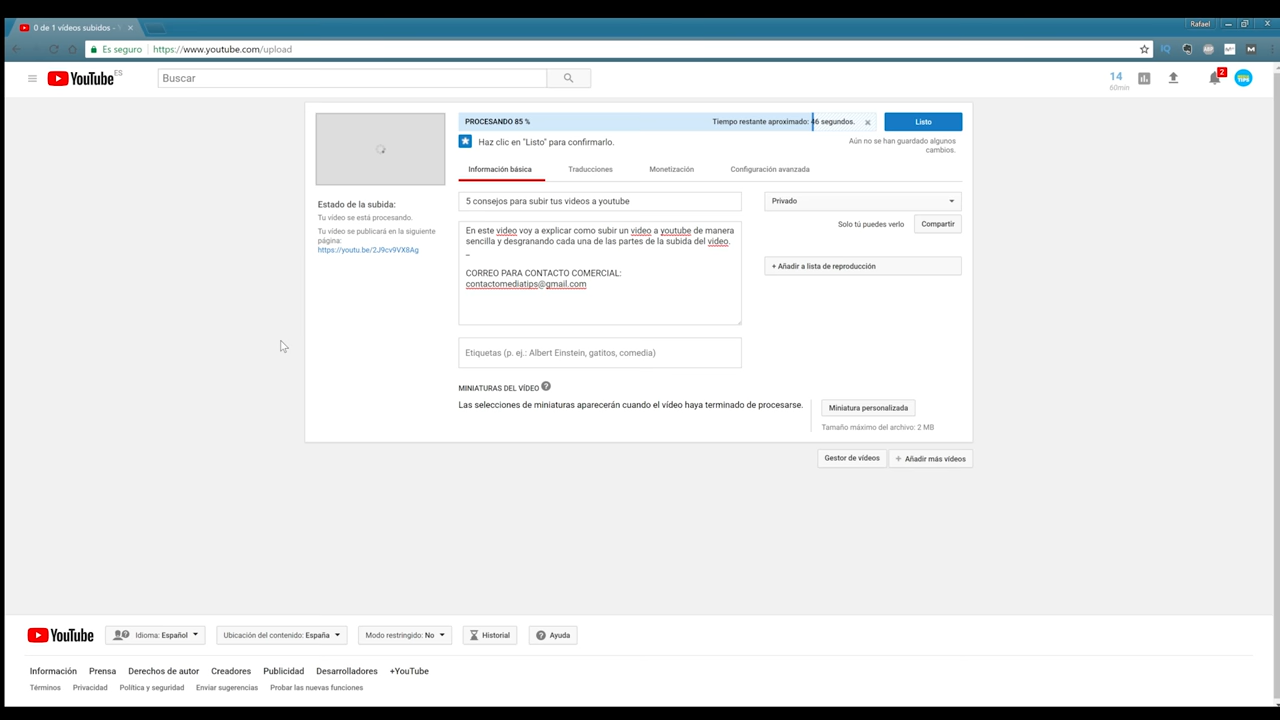 0 de 1 vídeos subidos -
Rafael
Es seguro
https://www.youtube.com/upload
YouTube ES
Buscar
14
60min
2
PROCESANDO 85 %
Tiempo restante aproximado: 46 segundos.
Listo
Haz clic en "Listo" para confirmarlo.
Aún no se han guardado algunos
cambios.
Información básica
Traducciones
Monetización
Configuración avanzada
Estado de la subida:
Tu vídeo se está procesando.
Tu vídeo se publicará en la siguiente
página:
https://youtu.be/2J9cv9VX8Ag
5 consejos para subir tus videos a youtube
En este video voy a explicar como subir un video a youtube de manera
sencilla y desgranando cada una de las partes de la subida del video.
_
CORREO PARA CONTACTO COMERCIAL:
contactomediatips@gmail.com
Privado
Solo tú puedes verlo
Compartir
+ Añadir a lista de reproducción
Etiquetas (p. ej.: Albert Einstein, gatitos, comedia)
MINIATURAS DEL VÍDEO ?
Las selecciones de miniaturas aparecerán cuando el vídeo haya terminado de procesarse.
Miniatura personalizada
Tamaño máximo del archivo: 2 MB
Gestor de vídeos
+ Añadir más vídeos
YouTube
Idioma: Español
Ubicación del contenido: España
Modo restringido: No
Historial
Ayuda
Información
Prensa
Derechos de autor
Creadores
Publicidad
Desarrolladores
+YouTube
Términos
Privacidad
Política y seguridad
Enviar sugerencias
Probar las nuevas funciones